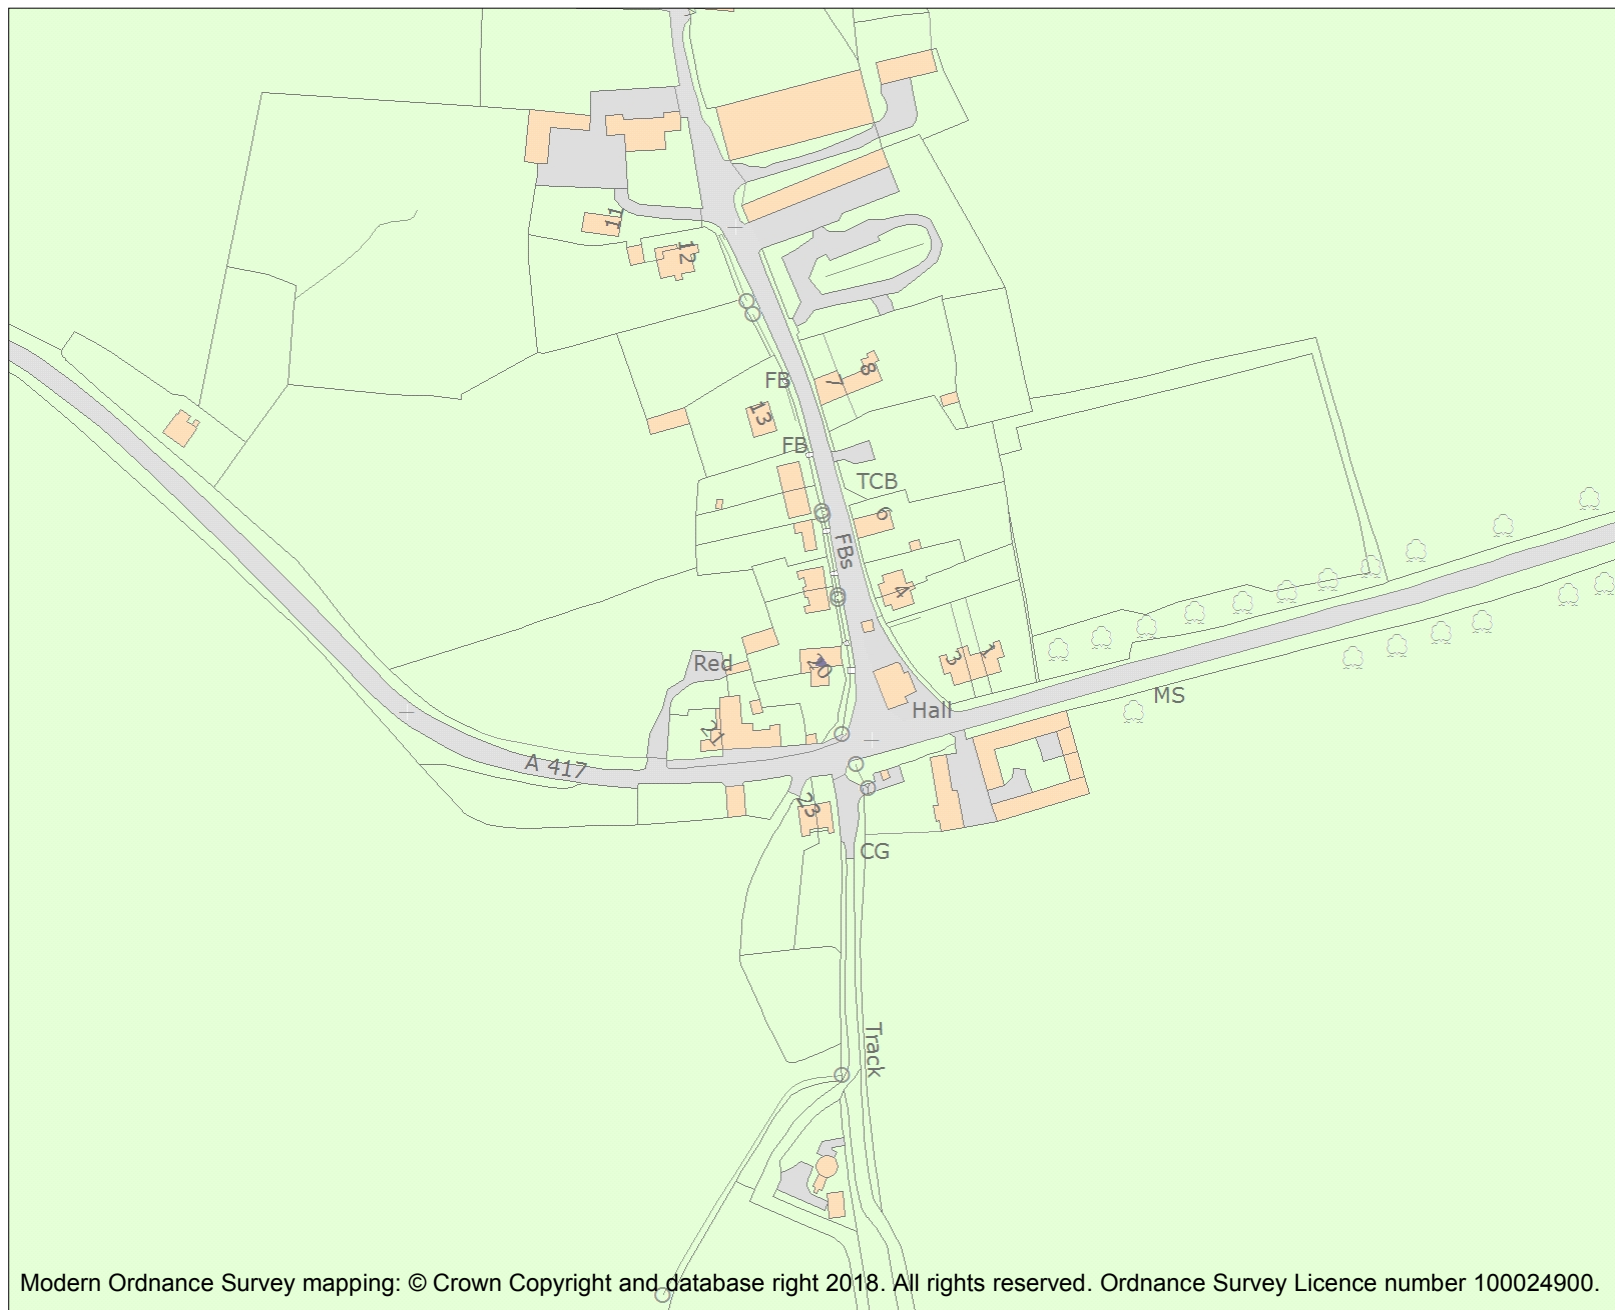 11
12
8
7
FB
13
FB
TCB
6
FBs
4
Red
20
3
1
Hall
MS
21
A 417
23
CG
Track
Modern Ordnance Survey mapping: © Crown Copyright and database right 2018. All rights reserved. Ordnance Survey Licence number 100024900.